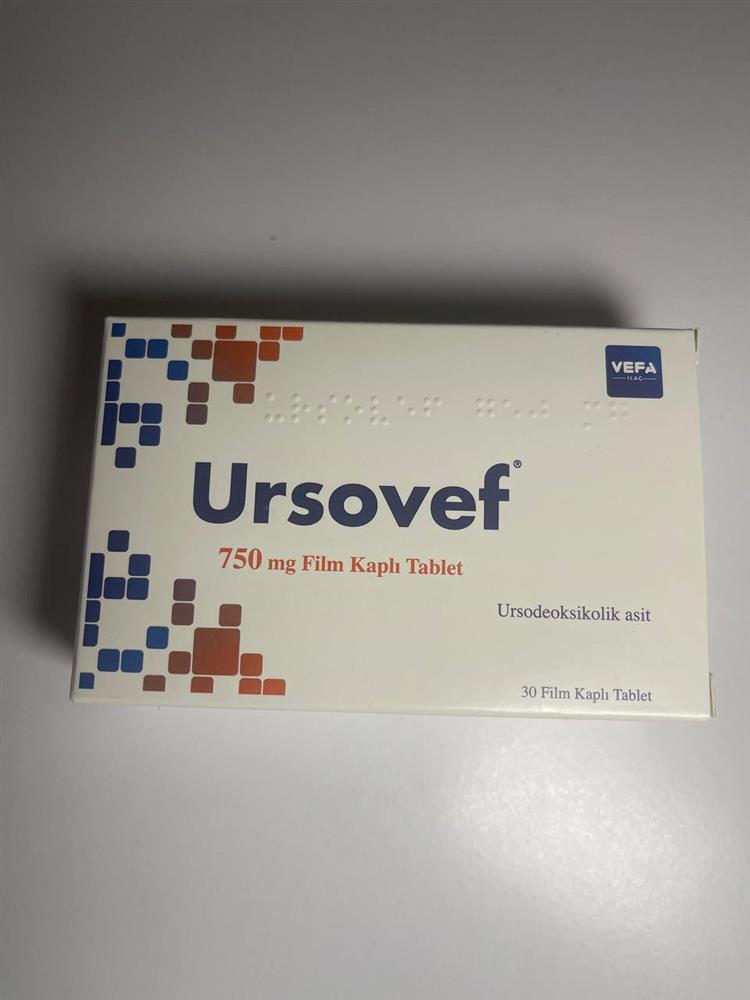 VEFA
İLAÇ
Ursovef®
750 mg Film Kaplı Tablet
Ursodeoksikolik asit
30 Film Kaplı Tablet